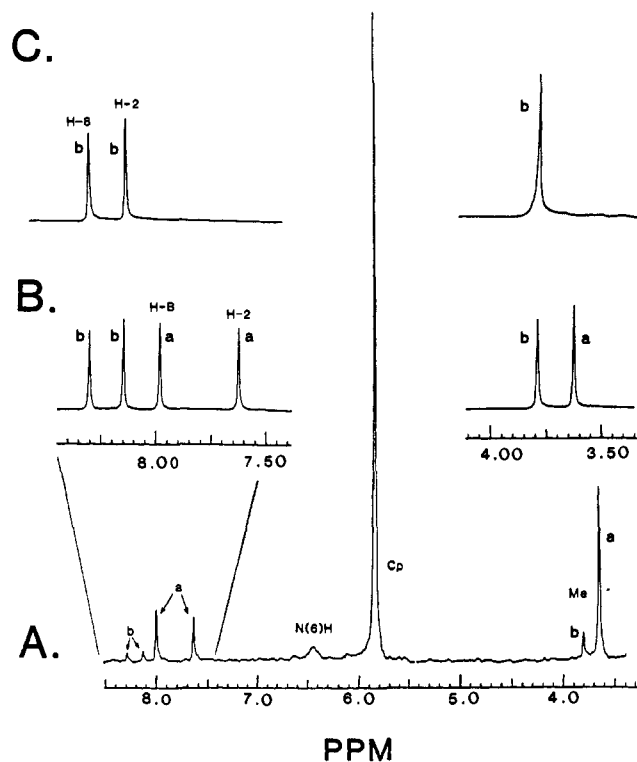 C.
H-8 H-2
b b b
B.
H-8 H-2
b b a a b a
8.00 7.50 4.00 3.50
A.
b a N(6)H Cp Me b a
8.0 7.0 6.0 5.0 4.0
PPM